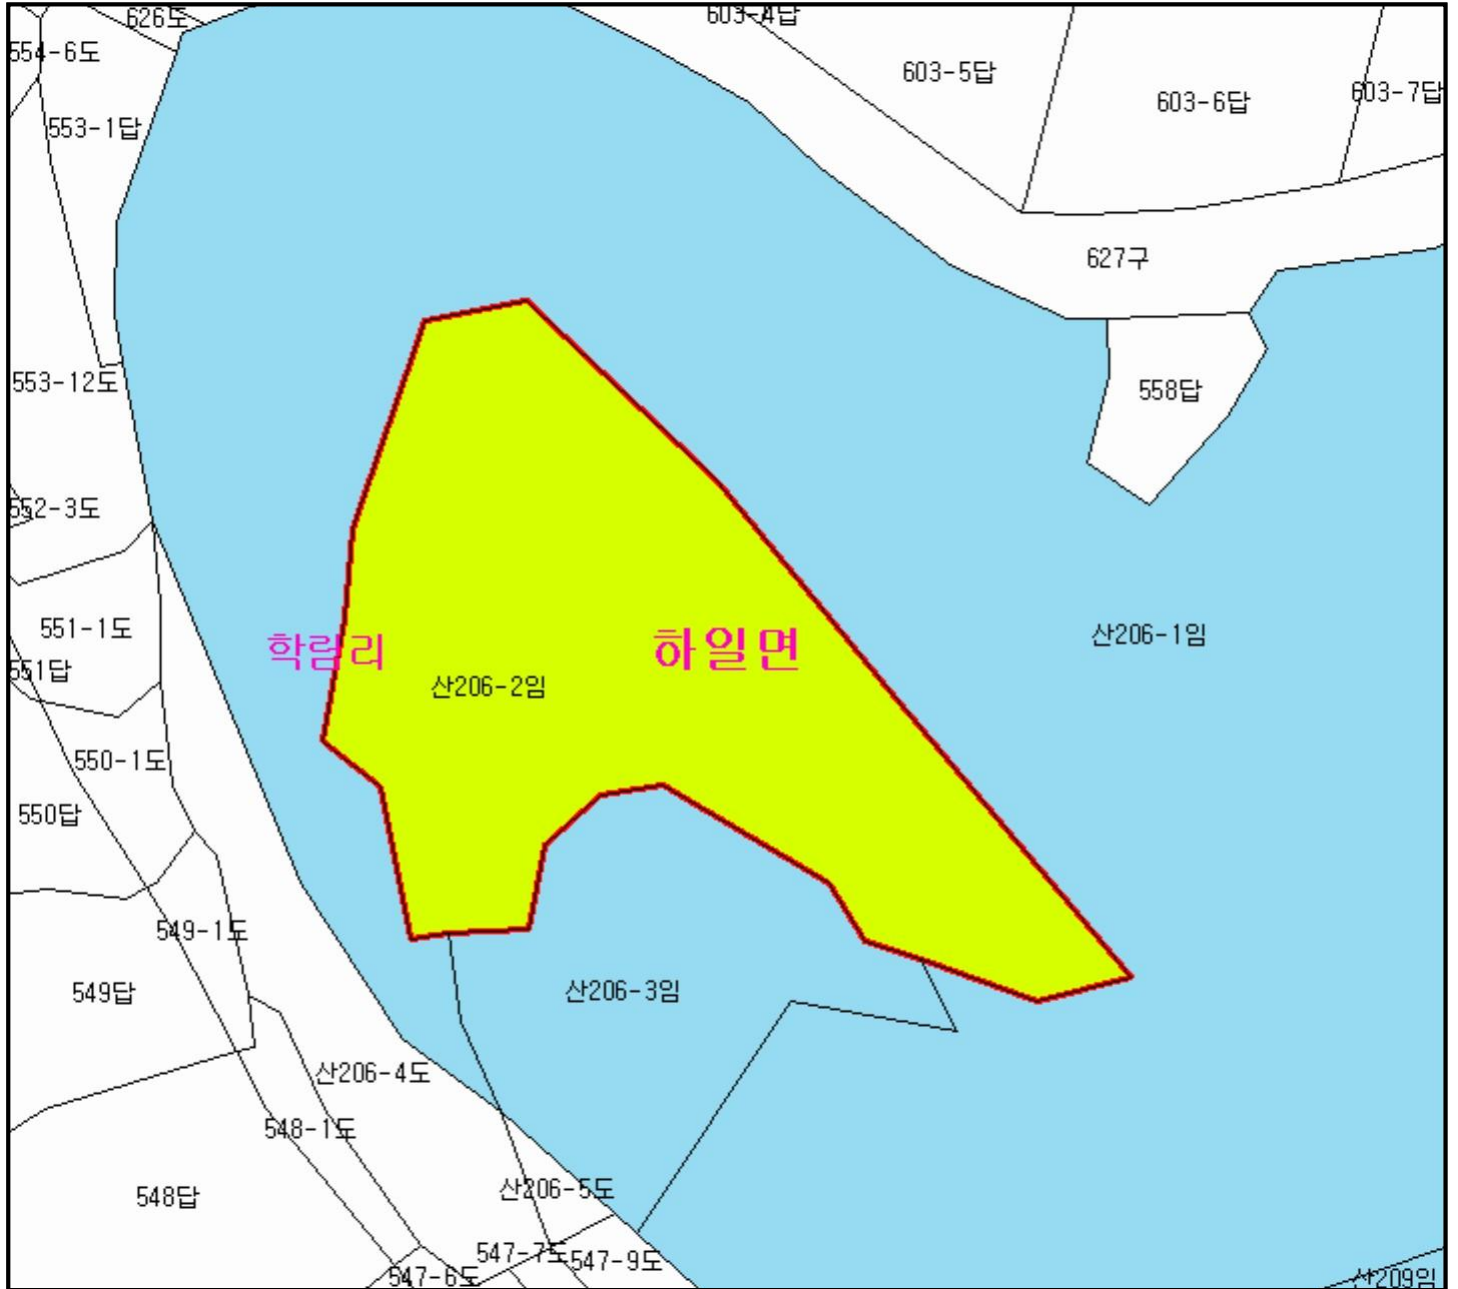 626도
603-4답
554-6도
603-5답
603-6답
603-7답
553-1답
627구
553-12도
558답
552-3도
551-1도
학림리
하일면
산206-1임
551답
산206-2임
550-1도
550답
549-1도
549답
산206-3임
산206-4도
548-1도
548답
산206-5도
547-7도
547-9도
547-6도
산209임